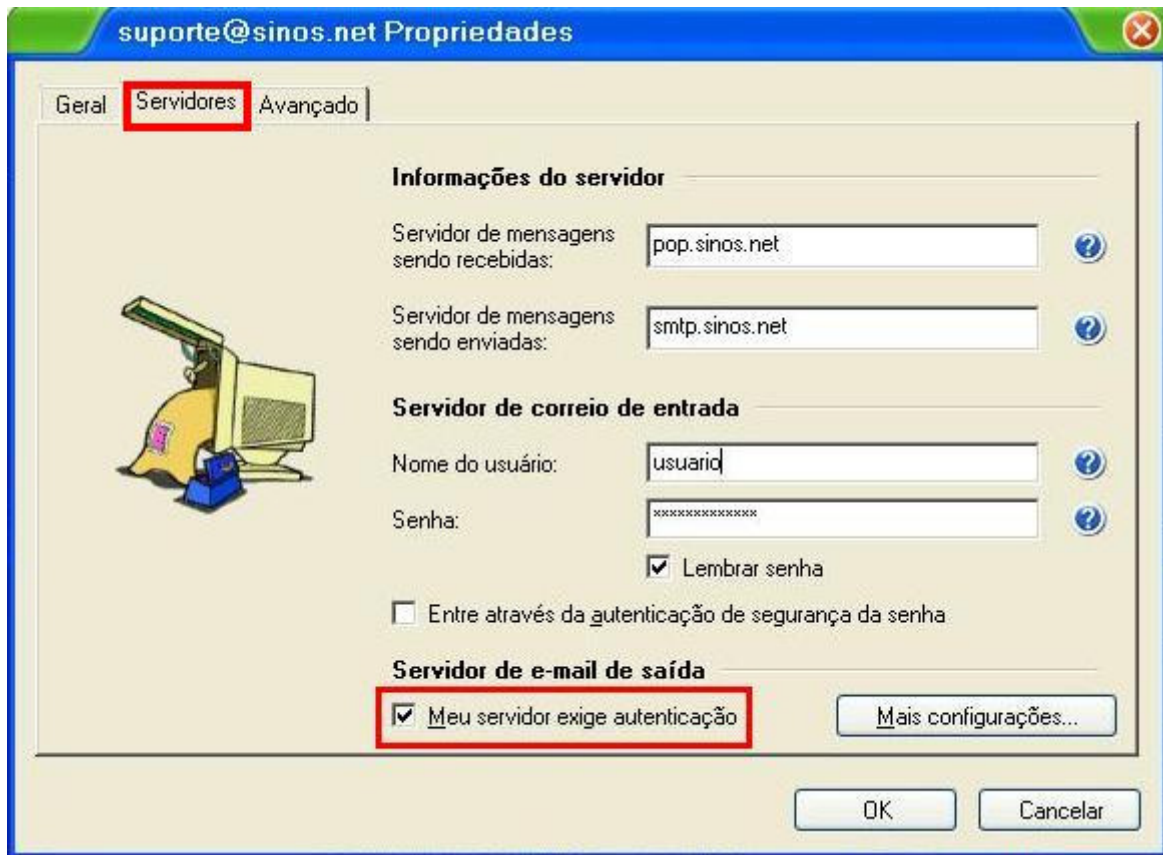 suporte@sinos.net Propriedades
Geral Servidores Avançado
Informações do servidor
Servidor de mensagens
sendo recebidas:
pop.sinos.net
Servidor de mensagens
sendo enviadas:
smtp.sinos.net
Servidor de correio de entrada
Nome do usuário: usuario
Senha: *************
Lembrar senha
Entre através da autenticação de segurança da senha
Servidor de e-mail de saída
Meu servidor exige autenticação Mais configurações...
OK Cancelar